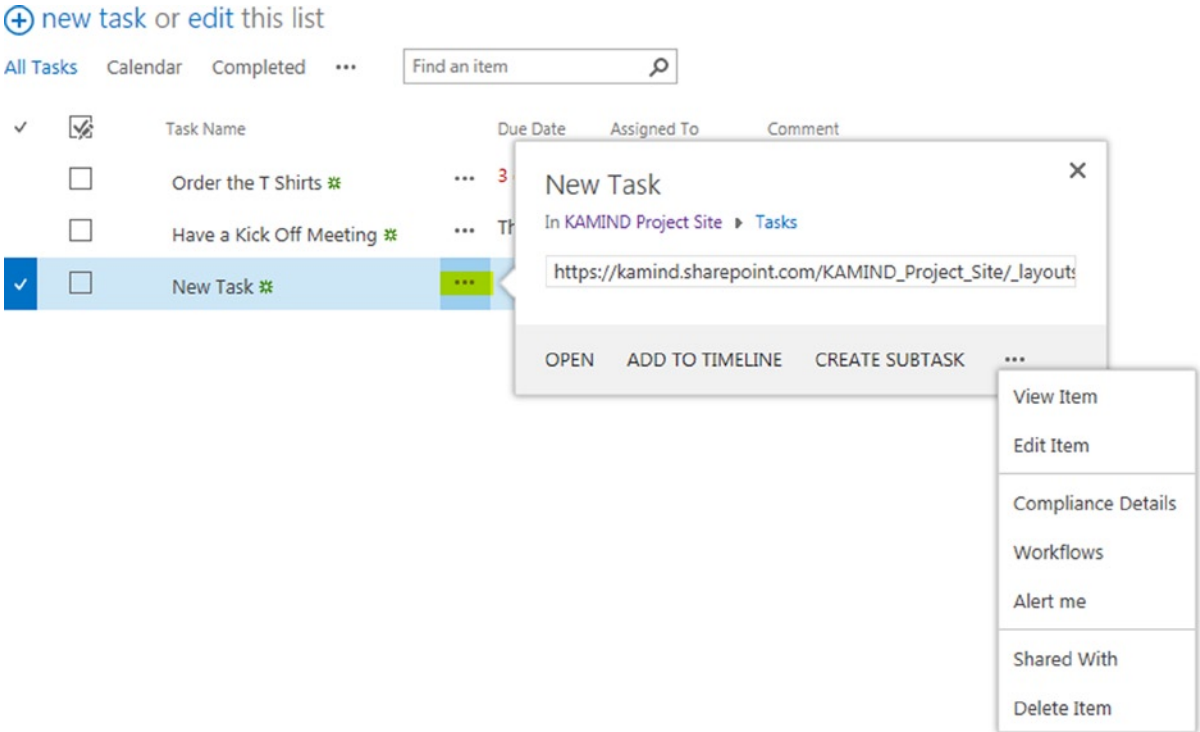 new task or edit this list
All Tasks Calendar Completed ...
Find an item
Task Name Due Date Assigned To Comment
Order the T Shirts ... 3
Have a Kick Off Meeting ... Th
New Task ...
New Task
In KAMIND Project Site ▸ Tasks
https://kamind.sharepoint.com/KAMIND_Project_Site/_layouts
OPEN ADD TO TIMELINE CREATE SUBTASK ...
View Item
Edit Item
Compliance Details
Workflows
Alert me
Shared With
Delete Item